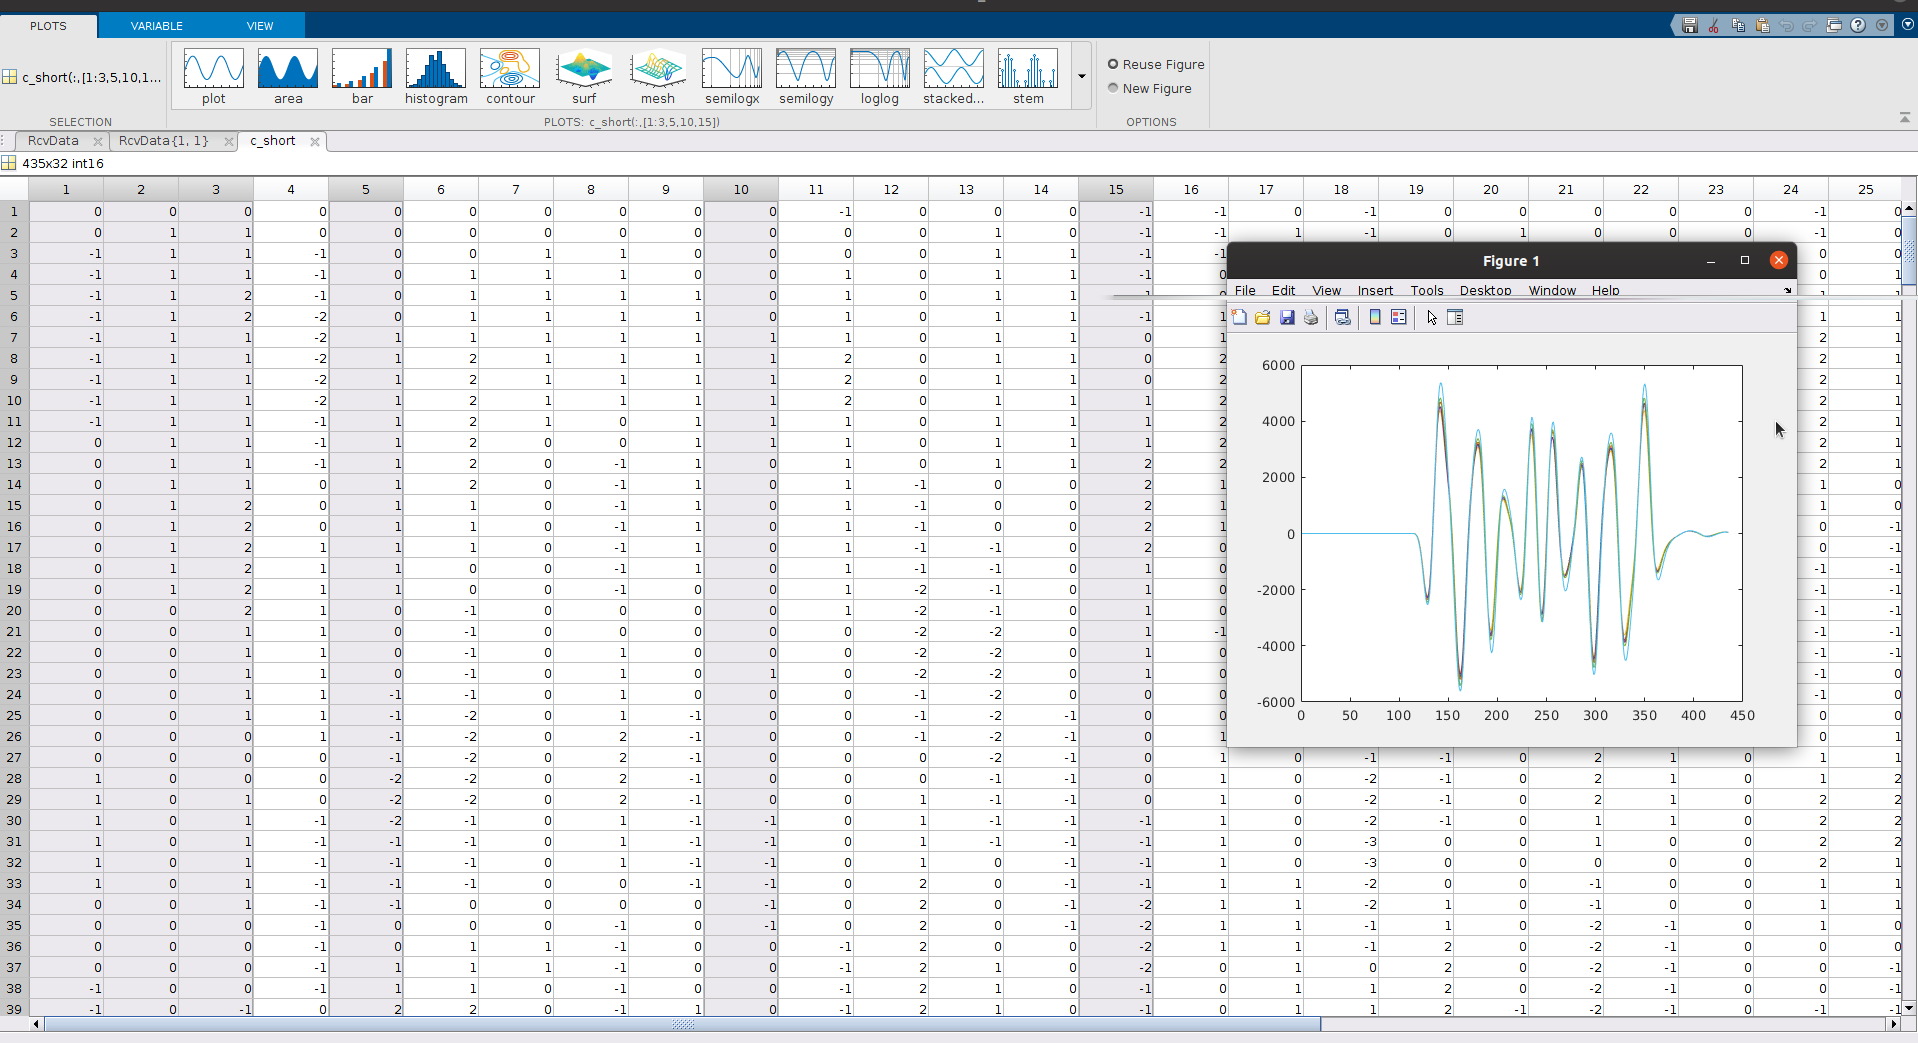 PLOTS VARIABLE VIEW
c_short(:,[1:3,5,10,1...
plot area bar histogram contour surf mesh semilogx semilogy loglog stacked... stem
Reuse Figure
New Figure
SELECTION PLOTS: c_short(:,[1:3,5,10,15]) OPTIONS
RcvData RcvData{1, 1} c_short
435x32 int16
1 2 3 4 5 6 7 8 9 10 11 12 13 14 15 16 17 18 19 20 21 22 23 24 25
1 0 0 0 0 0 0 0 0 0 0 -1 0 0 0 -1 -1 0 -1 0 0 0 0 0 -1 0
2 0 1 1 0 0 0 0 0 0 0 0 0 1 0 -1 -1 1 -1 0 1 0 0 0 -1 0
3 -1 1 1 -1 0 0 1 1 0 0 0 0 1 1 -1 -1 0 0
4 -1 1 1 -1 0 1 1 1 0 0 1 0 1 1 -1 0 0 1
5 -1 1 2 -1 0 1 1 1 1 0 1 0 1 1 -1 0 1 1
6 -1 1 2 -2 0 1 1 1 1 0 1 0 1 1 -1 1 1 1
7 -1 1 1 -2 1 1 1 1 1 1 1 0 1 1 0 1 2 1
8 -1 1 1 -2 1 2 1 1 1 1 2 0 1 1 0 2 2 1
9 -1 1 1 -2 1 2 1 1 1 1 2 0 1 1 0 2 2 1
10 -1 1 1 -2 1 2 1 1 1 1 2 0 1 1 1 2 2 1
11 -1 1 1 -1 1 2 1 0 1 1 1 0 1 1 1 2 2 1
12 0 1 1 -1 1 2 0 0 1 1 1 0 1 1 1 2 2 1
13 0 1 1 -1 1 2 0 -1 1 0 1 0 1 1 2 2 2 1
14 0 1 1 0 1 2 0 -1 1 0 1 -1 0 0 2 1 1 0
15 0 1 2 0 1 1 0 -1 1 0 1 -1 0 0 2 1 1 0
16 0 1 2 0 1 1 0 -1 1 0 1 -1 0 0 2 1 0 -1
17 0 1 2 1 1 1 0 -1 1 0 1 -1 -1 0 2 0 0 -1
18 0 1 2 1 1 0 0 -1 1 0 1 -1 -1 0 1 0 -1 -1
19 0 1 2 1 1 0 0 -1 0 0 1 -2 -1 0 1 0 -1 -1
20 0 0 2 1 0 -1 0 0 0 0 1 -2 -1 0 1 0 -1 -1
21 0 0 1 1 0 -1 0 0 0 0 0 -2 -2 0 1 -1 -1 -1
22 0 0 1 1 0 -1 0 1 0 0 0 -2 -2 0 1 0 -1 -1
23 0 0 1 1 0 -1 0 1 0 1 0 -2 -2 0 1 0 -1 0
24 0 0 1 1 -1 -1 0 1 0 0 0 -1 -2 0 0 0 -1 0
25 0 0 1 1 -1 -2 0 1 -1 0 0 -1 -2 -1 0 0 0 0
26 0 0 0 1 -1 -2 0 2 -1 0 0 -1 -2 -1 0 1 0 1
27 0 0 0 0 -1 -2 0 2 -1 0 0 0 -2 -1 0 1 0 -1 -1 0 2 1 0 1 1
28 1 0 0 0 -2 -2 0 2 -1 0 0 0 -1 -1 0 1 0 -2 -1 0 2 1 0 1 2
29 1 0 1 0 -2 -2 0 2 -1 0 0 1 -1 -1 0 1 0 -2 -1 0 2 1 0 2 2
30 1 0 1 -1 -2 -1 0 1 -1 -1 0 1 -1 -1 -1 1 0 -2 -1 0 1 1 0 2 2
31 1 0 1 -1 -1 -1 0 1 -1 -1 0 1 -1 -1 -1 1 0 -3 0 0 1 0 0 2 2
32 1 0 1 -1 -1 -1 0 1 -1 -1 0 1 0 -1 -1 1 0 -3 0 0 0 0 0 2 1
33 1 0 1 -1 -1 -1 0 0 -1 -1 0 2 0 -1 -1 1 1 -2 0 0 -1 0 0 1 1
34 0 0 1 -1 -1 0 0 0 0 -1 0 2 0 -1 -2 1 1 -2 1 0 -1 0 0 1 1
35 0 0 0 -1 0 0 0 -1 0 -1 0 2 0 -1 -2 1 1 -1 1 0 -2 -1 0 1 0
36 0 0 0 -1 0 1 1 -1 0 0 -1 2 0 0 -2 1 1 -1 2 0 -2 -1 0 0 0
37 0 0 0 -1 1 1 1 -1 0 0 -1 2 1 0 -2 0 1 0 2 0 -2 -1 0 0 -1
38 -1 0 0 -1 1 1 0 -1 0 0 -1 2 1 0 -1 0 1 1 2 0 -2 -1 0 0 -1
39 -1 0 -1 0 2 2 0 -1 1 0 -1 2 1 0 -1 0 1 1 2 -1 -2 -1 0 -1 -1
Figure 1
File Edit View Insert Tools Desktop Window Help
6000
4000
2000
0
-2000
-4000
-6000
0 50 100 150 200 250 300 350 400 450